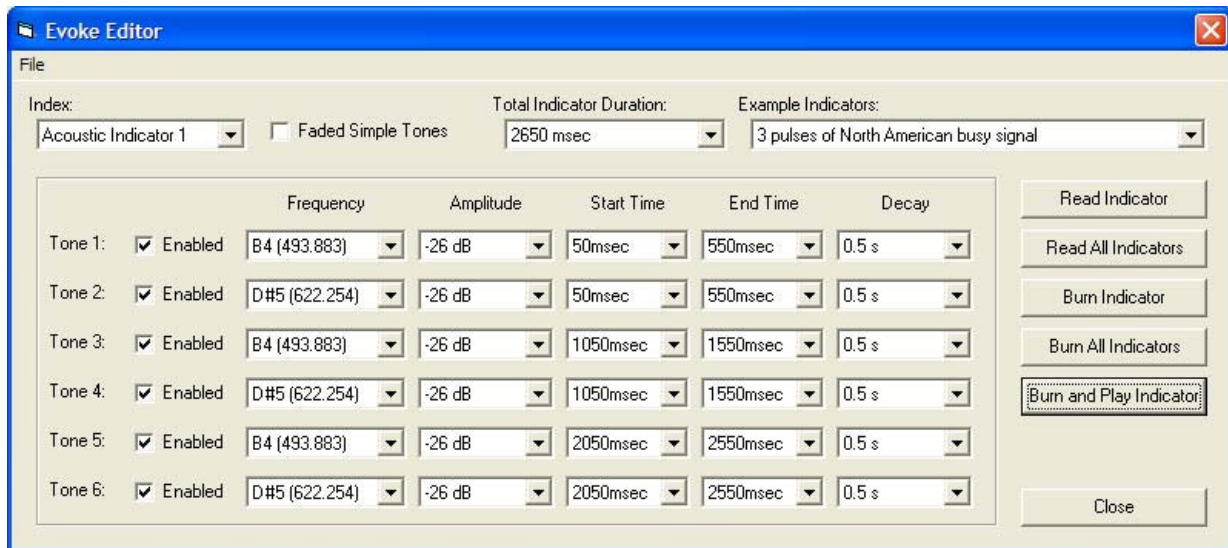 Evoke Editor
File
Index: Total Indicator Duration: Example Indicators:
Acoustic Indicator 1 Faded Simple Tones 2650 msec 3 pulses of North American busy signal
Frequency Amplitude Start Time End Time Decay Read Indicator
Tone 1: Enabled B4 (493.883) -26 dB 50msec 550msec 0.5 s Read All Indicators
Tone 2: Enabled D#5 (622.254) -26 dB 50msec 550msec 0.5 s Burn Indicator
Tone 3: Enabled B4 (493.883) -26 dB 1050msec 1550msec 0.5 s Burn All Indicators
Tone 4: Enabled D#5 (622.254) -26 dB 1050msec 1550msec 0.5 s Burn and Play Indicator
Tone 5: Enabled B4 (493.883) -26 dB 2050msec 2550msec 0.5 s
Tone 6: Enabled D#5 (622.254) -26 dB 2050msec 2550msec 0.5 s Close